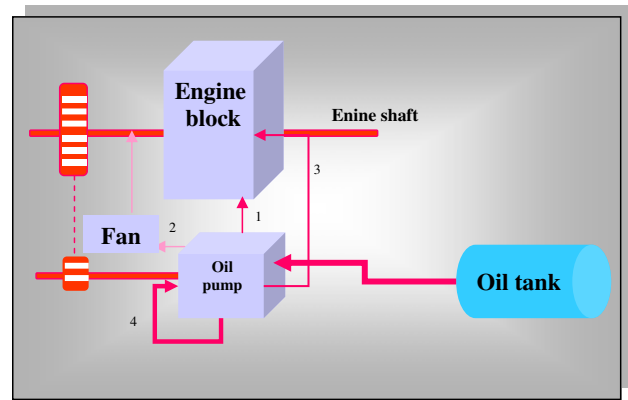 Engine
block
Enine shaft
3
1
2
Fan
Oil
pump
Oil tank
4